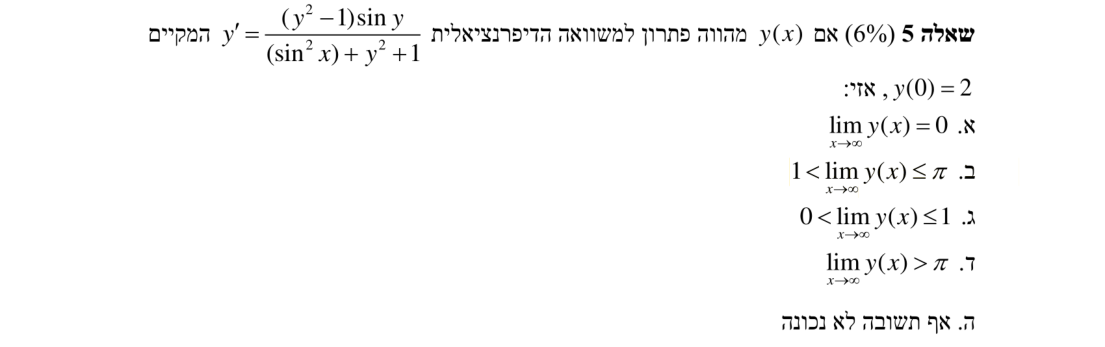 שאלה 5 (6%) אם y(x) מהווה פתרון למשוואה הדיפרנציאלית y′ = (y² − 1) sin y / ((sin² x) + y² + 1) המקיים
y(0) = 2 , אזי:
א. lim_{x→∞} y(x) = 0
ב. 1 < lim_{x→∞} y(x) ≤ π
ג. 0 < lim_{x→∞} y(x) ≤ 1
ד. lim_{x→∞} y(x) > π
ה. אף תשובה לא נכונה